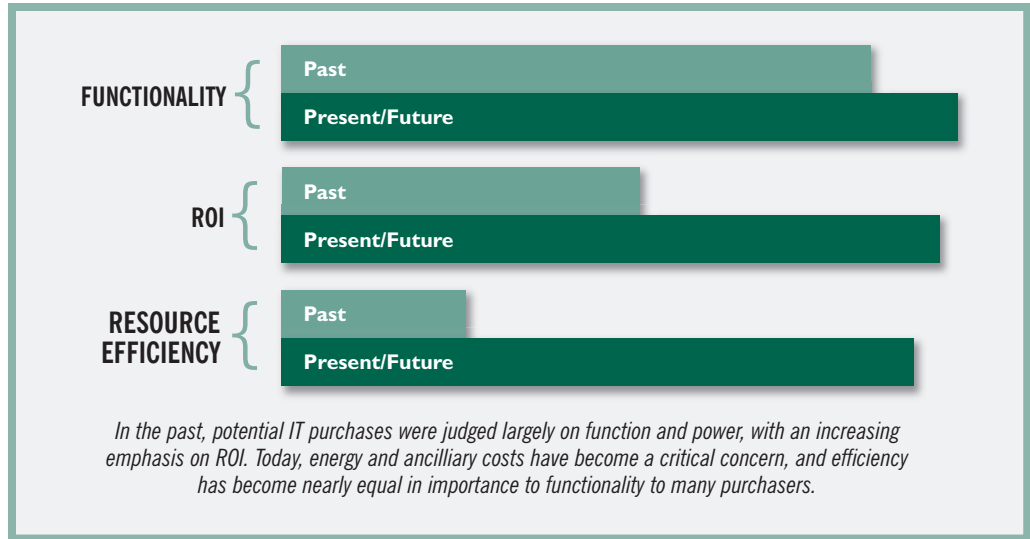 FUNCTIONALITY
Past
Present/Future
ROI
Past
Present/Future
RESOURCE
EFFICIENCY
Past
Present/Future
In the past, potential IT purchases were judged largely on function and power, with an increasing
emphasis on ROI. Today, energy and ancilliary costs have become a critical concern, and efficiency
has become nearly equal in importance to functionality to many purchasers.